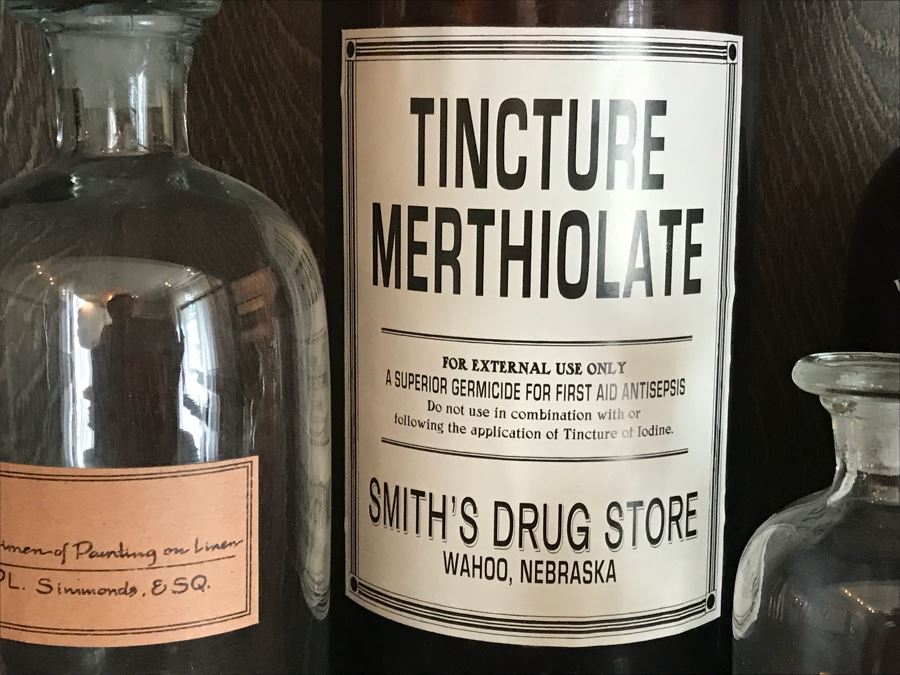 TINCTURE
MERTHIOLATE
FOR EXTERNAL USE ONLY
A SUPERIOR GERMICIDE FOR FIRST AID ANTISEPSIS
Do not use in combination with or
following the application of Tincture of Iodine.
SMITH'S DRUG STORE
WAHOO, NEBRASKA
of Painting on Linen
L. Simmonds, ESQ.